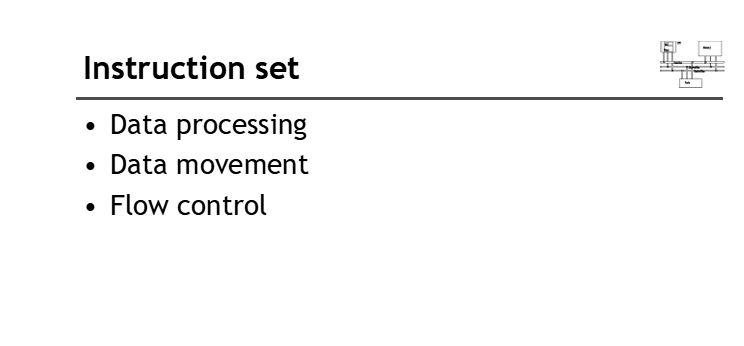 Instruction set
• Data processing
• Data movement
• Flow control